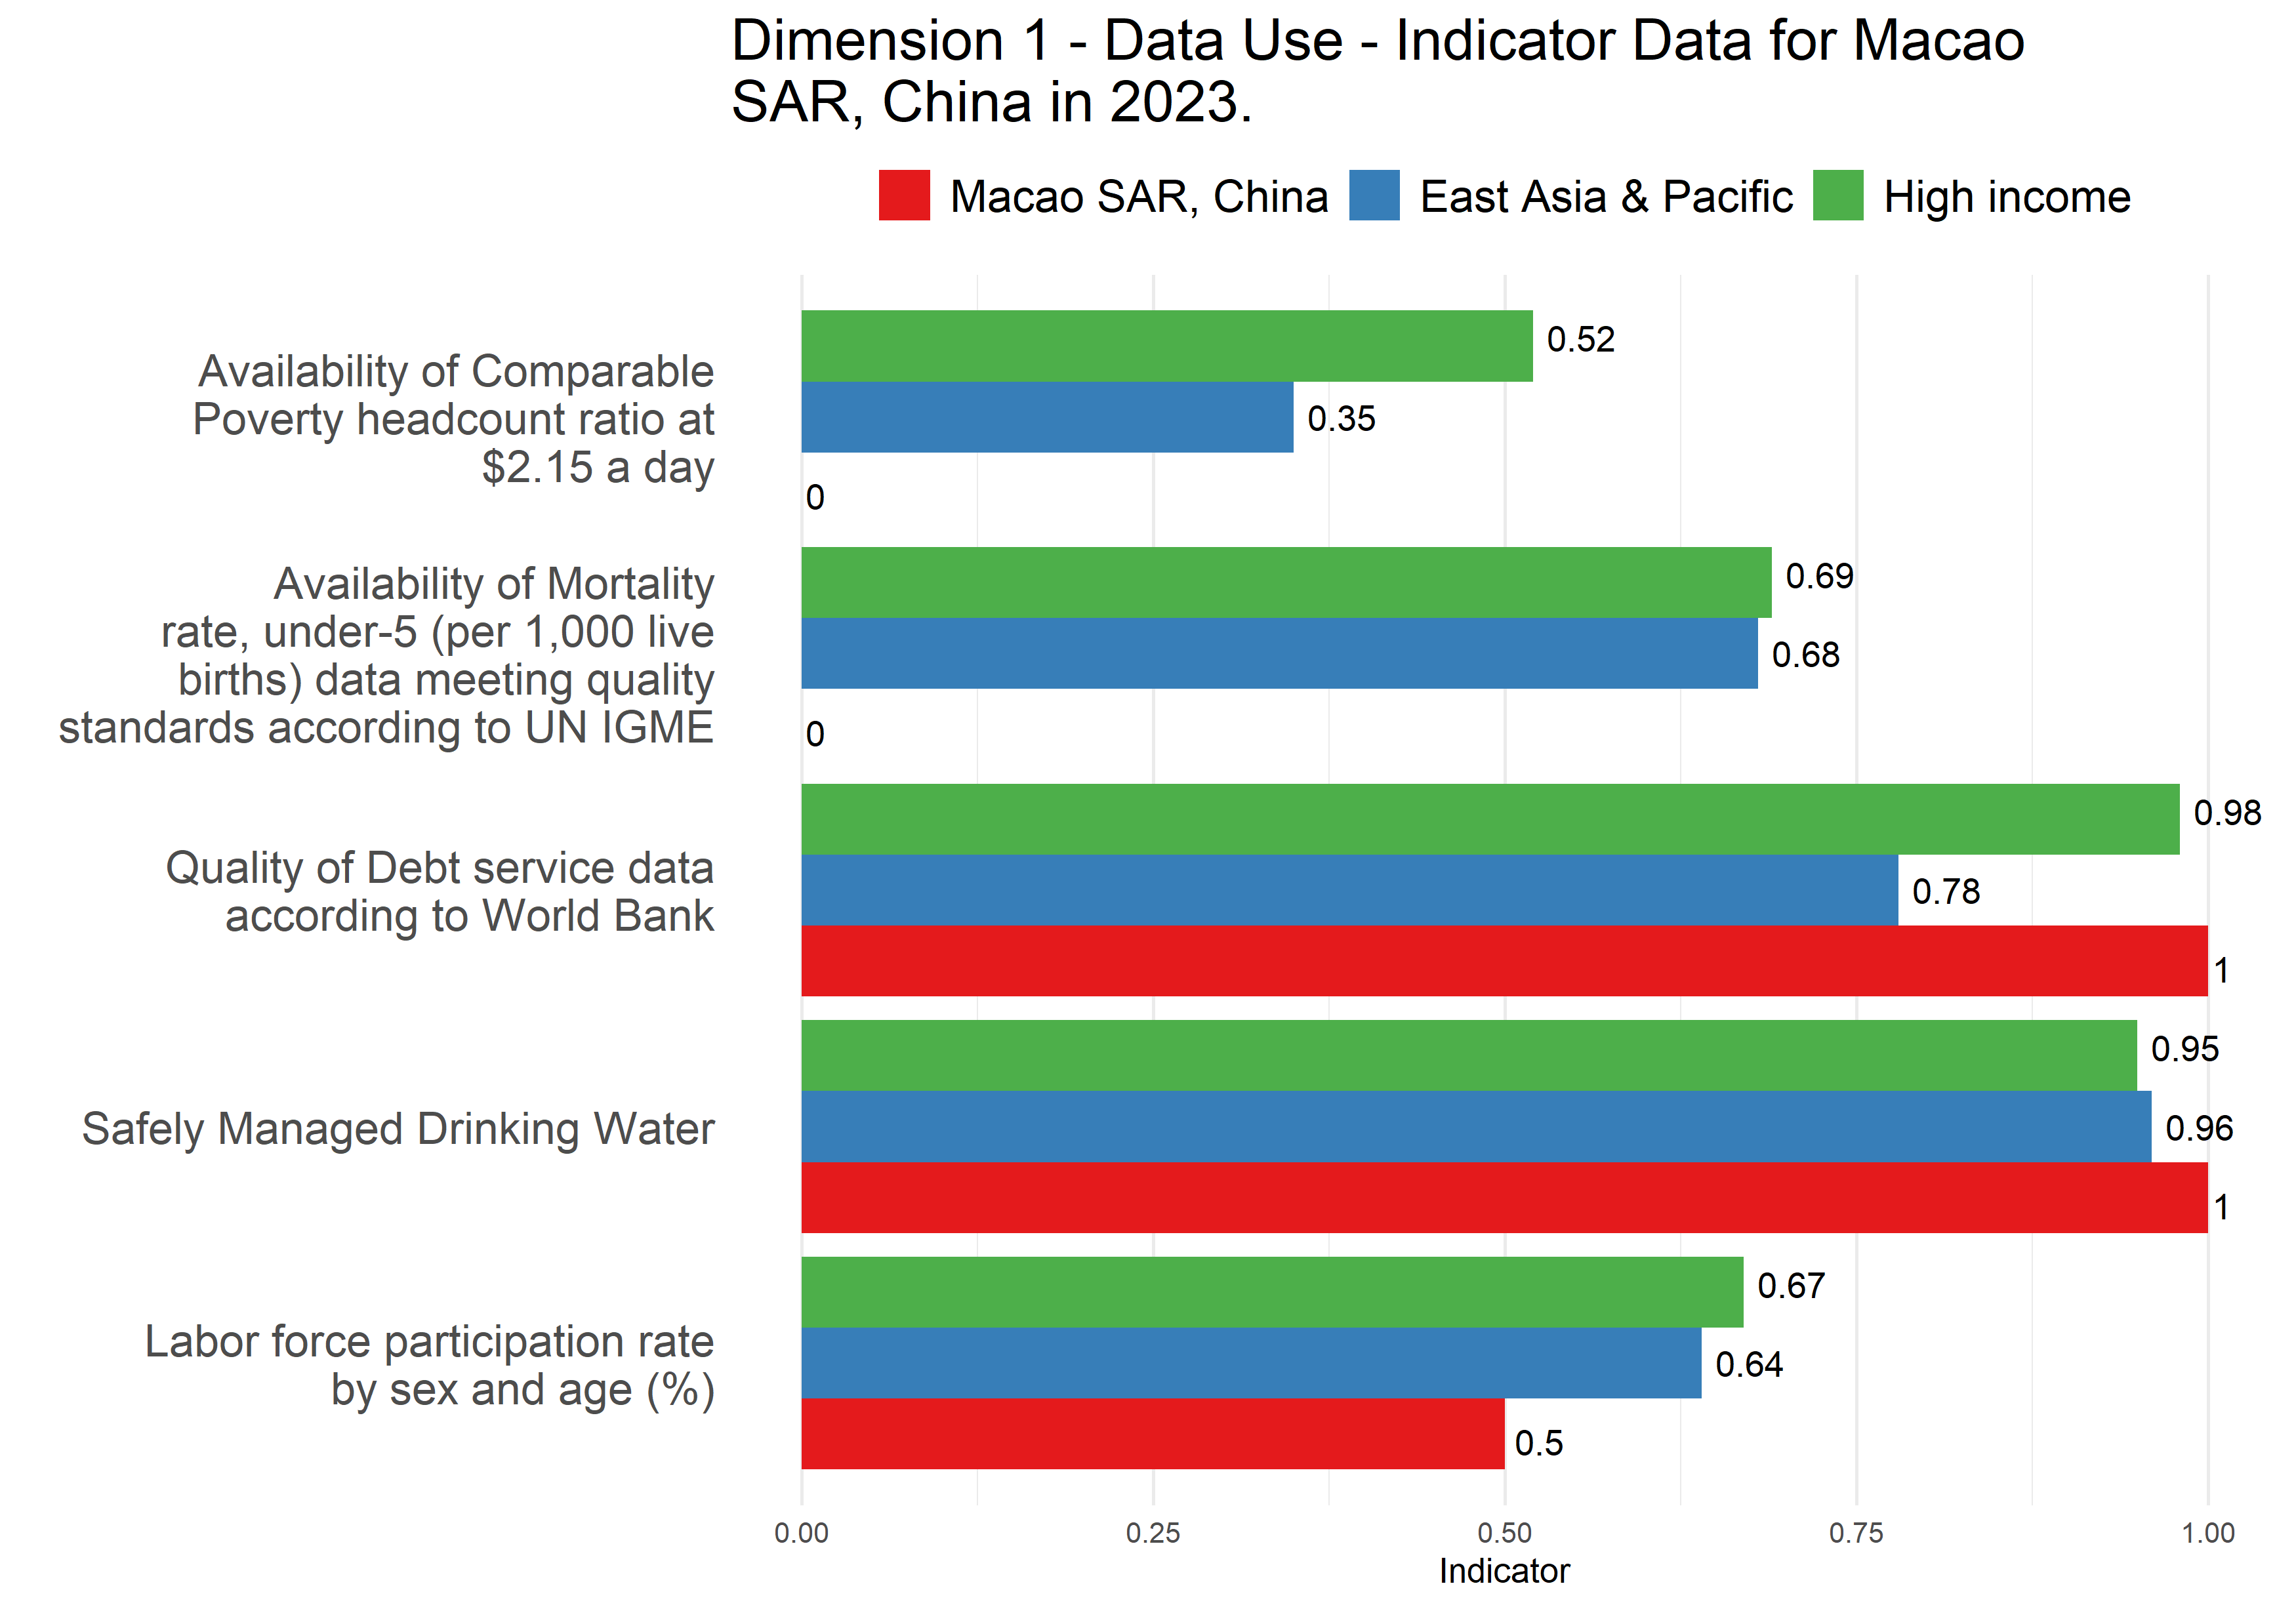 Dimension 1 - Data Use - Indicator Data for Macao
SAR, China in 2023.
Macao SAR, China
East Asia & Pacific
High income
Availability of Comparable
Poverty headcount ratio at
$2.15 a day
0.52
0.35
0
Availability of Mortality
rate, under-5 (per 1,000 live
births) data meeting quality
standards according to UN IGME
0.69
0.68
0
Quality of Debt service data
according to World Bank
0.98
0.78
1
Safely Managed Drinking Water
0.95
0.96
1
Labor force participation rate
by sex and age (%)
0.67
0.64
0.5
0.00
0.25
0.50
0.75
1.00
Indicator